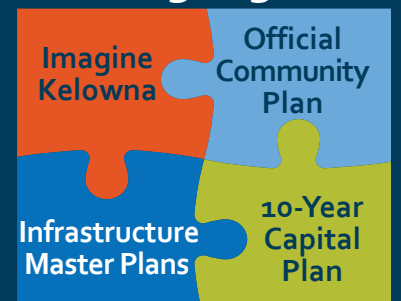 Imagine
Kelowna
Official
Community
Plan
Infrastructure
Master Plans
10-Year
Capital
Plan